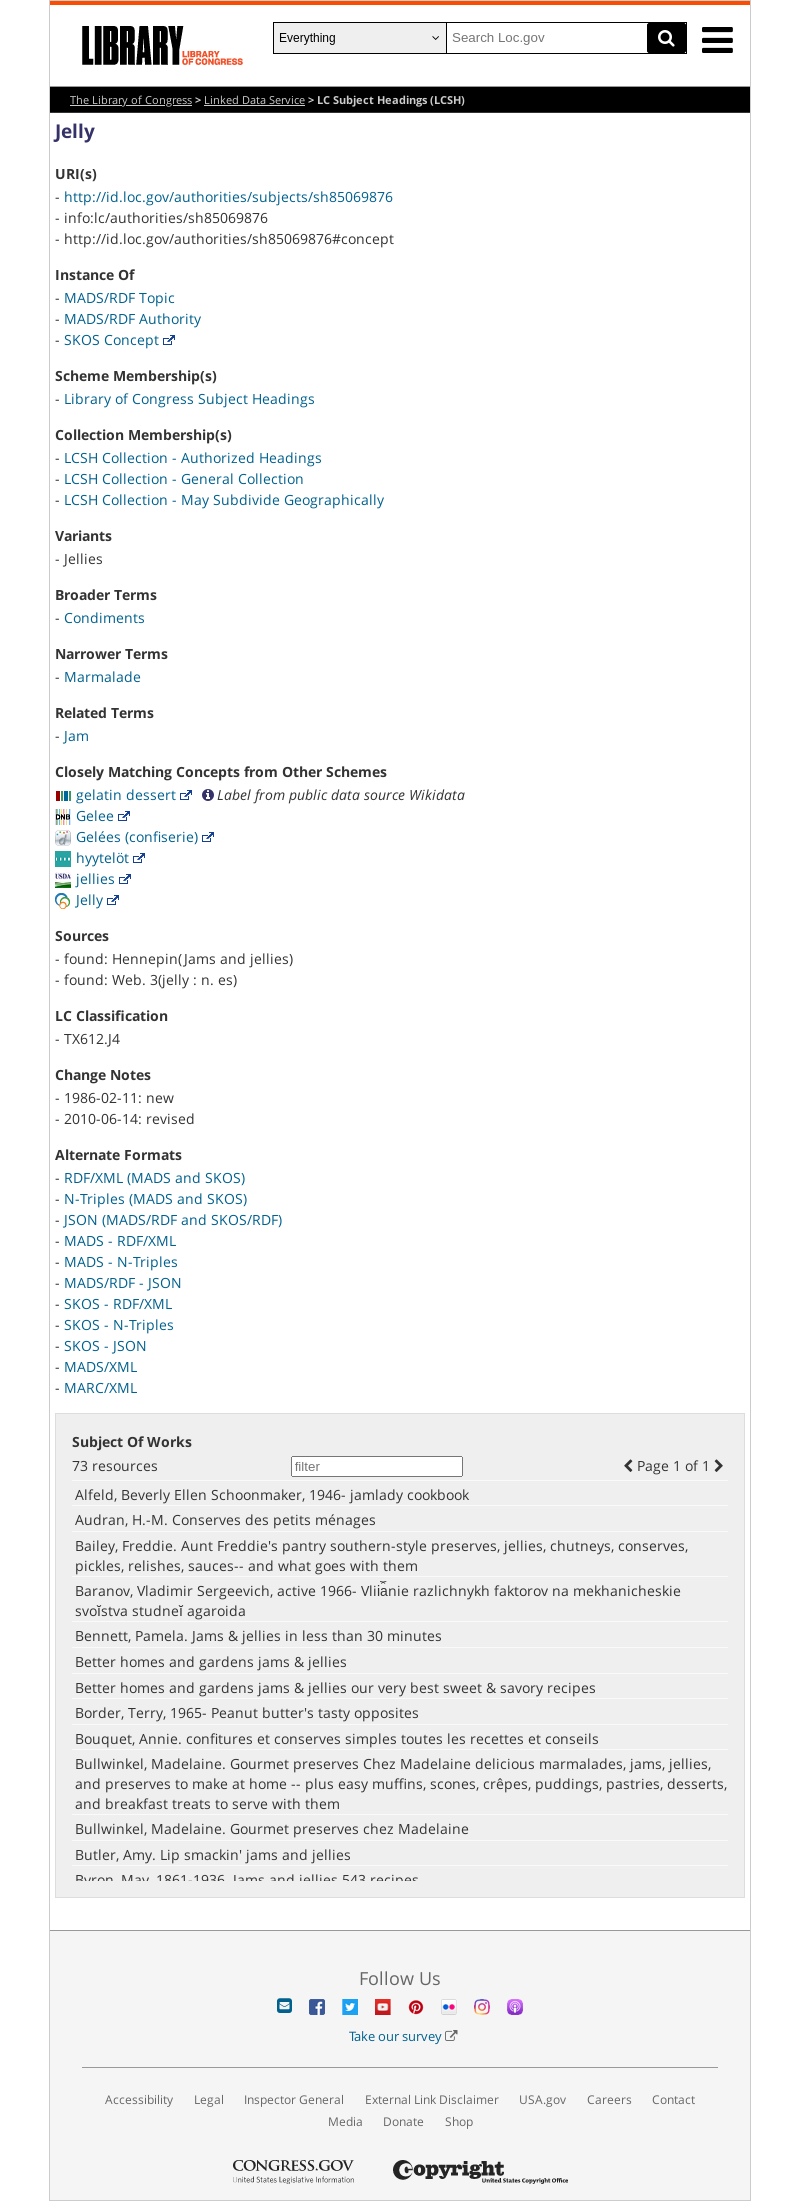 LIBRARY
LIBRARY
OF CONGRESS
Everything
Search Loc.gov
The Library of Congress > Linked Data Service > LC Subject Headings (LCSH)
Jelly
URI(s)
- http://id.loc.gov/authorities/subjects/sh85069876
- info:lc/authorities/sh85069876
- http://id.loc.gov/authorities/sh85069876#concept
Instance Of
- MADS/RDF Topic
- MADS/RDF Authority
- SKOS Concept
Scheme Membership(s)
- Library of Congress Subject Headings
Collection Membership(s)
- LCSH Collection - Authorized Headings
- LCSH Collection - General Collection
- LCSH Collection - May Subdivide Geographically
Variants
- Jellies
Broader Terms
- Condiments
Narrower Terms
- Marmalade
Related Terms
- Jam
Closely Matching Concepts from Other Schemes
gelatin dessert Label from public data source Wikidata
DNB Gelee
Gelées (confiserie)
hyytelöt
USDA jellies
Jelly
Sources
- found: Hennepin(Jams and jellies)
- found: Web. 3(jelly : n. es)
LC Classification
- TX612.J4
Change Notes
- 1986-02-11: new
- 2010-06-14: revised
Alternate Formats
- RDF/XML (MADS and SKOS)
- N-Triples (MADS and SKOS)
- JSON (MADS/RDF and SKOS/RDF)
- MADS - RDF/XML
- MADS - N-Triples
- MADS/RDF - JSON
- SKOS - RDF/XML
- SKOS - N-Triples
- SKOS - JSON
- MADS/XML
- MARC/XML
Subject Of Works
73 resources filter Page 1 of 1
Alfeld, Beverly Ellen Schoonmaker, 1946- jamlady cookbook
Audran, H.-M. Conserves des petits ménages
Bailey, Freddie. Aunt Freddie's pantry southern-style preserves, jellies, chutneys, conserves,
pickles, relishes, sauces-- and what goes with them
Baranov, Vladimir Sergeevich, active 1966- Vlii͡anie razlichnykh faktorov na mekhanicheskie
svoĭstva studneĭ agaroida
Bennett, Pamela. Jams & jellies in less than 30 minutes
Better homes and gardens jams & jellies
Better homes and gardens jams & jellies our very best sweet & savory recipes
Border, Terry, 1965- Peanut butter's tasty opposites
Bouquet, Annie. confitures et conserves simples toutes les recettes et conseils
Bullwinkel, Madelaine. Gourmet preserves Chez Madelaine delicious marmalades, jams, jellies,
and preserves to make at home -- plus easy muffins, scones, crêpes, puddings, pastries, desserts,
and breakfast treats to serve with them
Bullwinkel, Madelaine. Gourmet preserves chez Madelaine
Butler, Amy. Lip smackin' jams and jellies
Byron, May, 1861-1936. Jams and jellies 543 recipes
Follow Us
Take our survey
Accessibility Legal Inspector General External Link Disclaimer USA.gov Careers Contact
Media Donate Shop
CONGRESS.GOV
United States Legislative Information
Copyright
United States Copyright Office